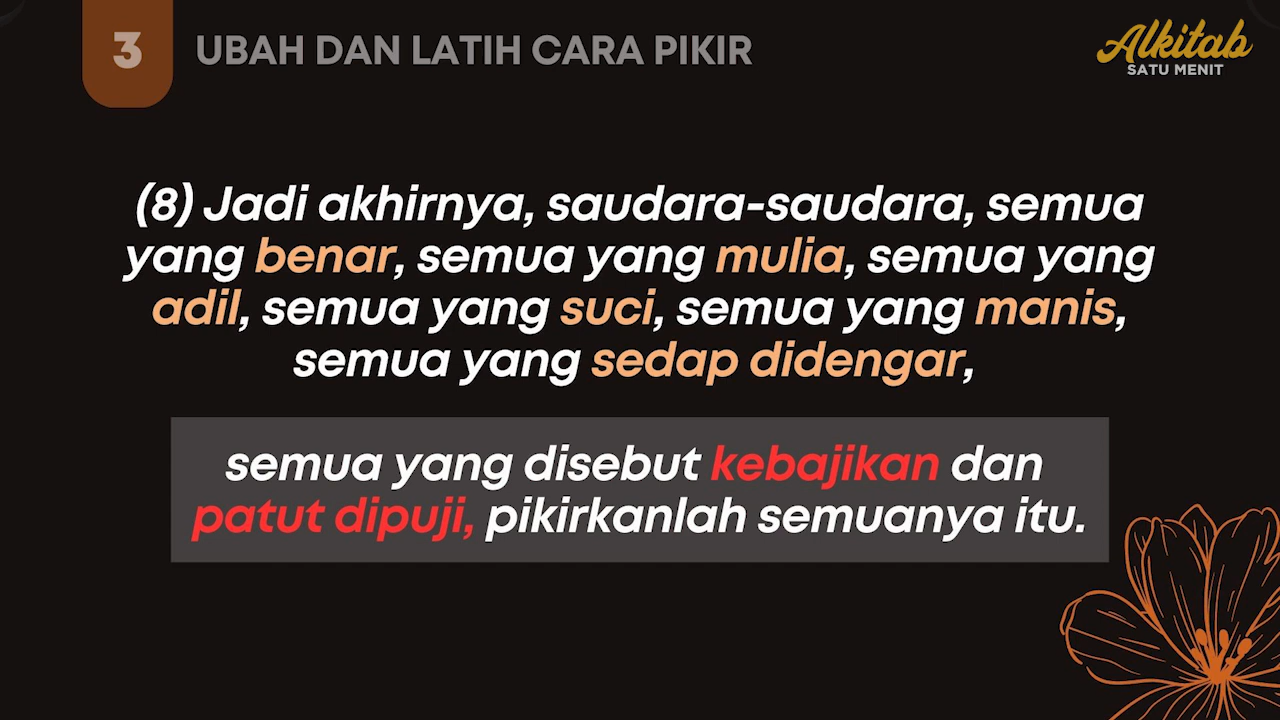 3
UBAH DAN LATIH CARA PIKIR
Alkitab
SATU MENIT
(8) Jadi akhirnya, saudara-saudara, semua
yang benar, semua yang mulia, semua yang
adil, semua yang suci, semua yang manis,
semua yang sedap didengar,
semua yang disebut kebajikan dan
patut dipuji, pikirkanlah semuanya itu.